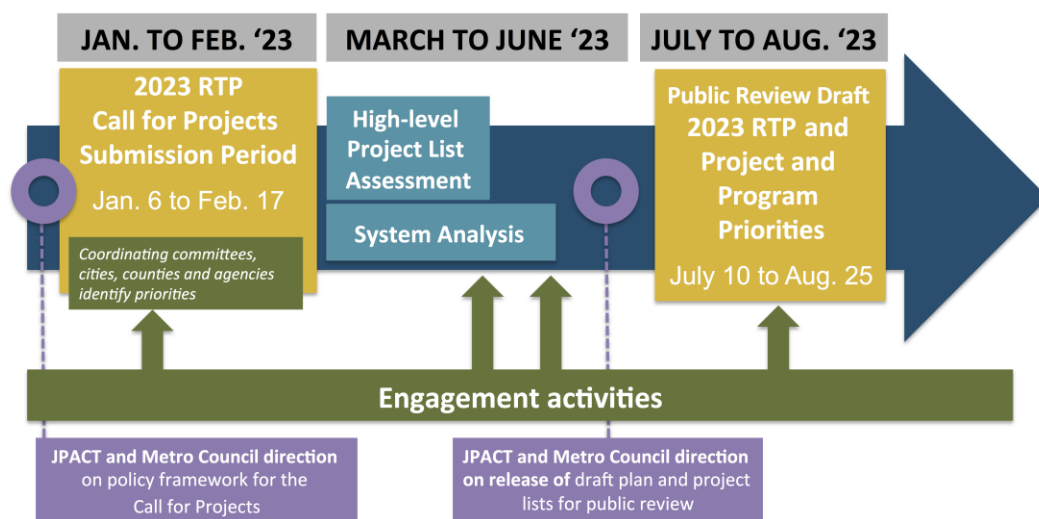 JAN. TO FEB. ‘23
MARCH TO JUNE ‘23
JULY TO AUG. ‘23
2023 RTP
Call for Projects
Submission Period
Jan. 6 to Feb. 17
Coordinating committees,
cities, counties and agencies
identify priorities
High-level
Project List
Assessment
System Analysis
Public Review Draft
2023 RTP and
Project and
Program
Priorities
July 10 to Aug. 25
Engagement activities
JPACT and Metro Council direction
on policy framework for the
Call for Projects
JPACT and Metro Council direction
on release of draft plan and project
lists for public review